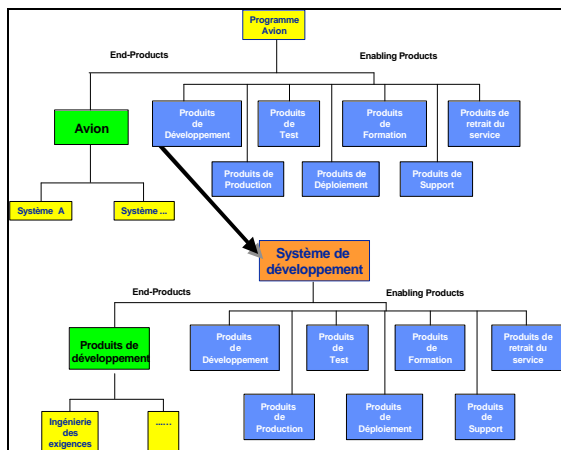 Programme
Avion
End-Products
Enabling Products
Avion
Produits
de
Développement
Produits
de
Test
Produits
de
Formation
Produits de
retrait du
service
Produits de
Production
Produits de
Déploiement
Produits de
Support
Système A
Système ...
Système de
développement
End-Products
Enabling Products
Produits de
développement
Produits
de
Développement
Produits
de
Test
Produits
de
Formation
Produits de
retrait du
service
Produits
de
Production
Produits
de
Déploiement
Produits
de
Support
Ingénierie
des
exigences
......